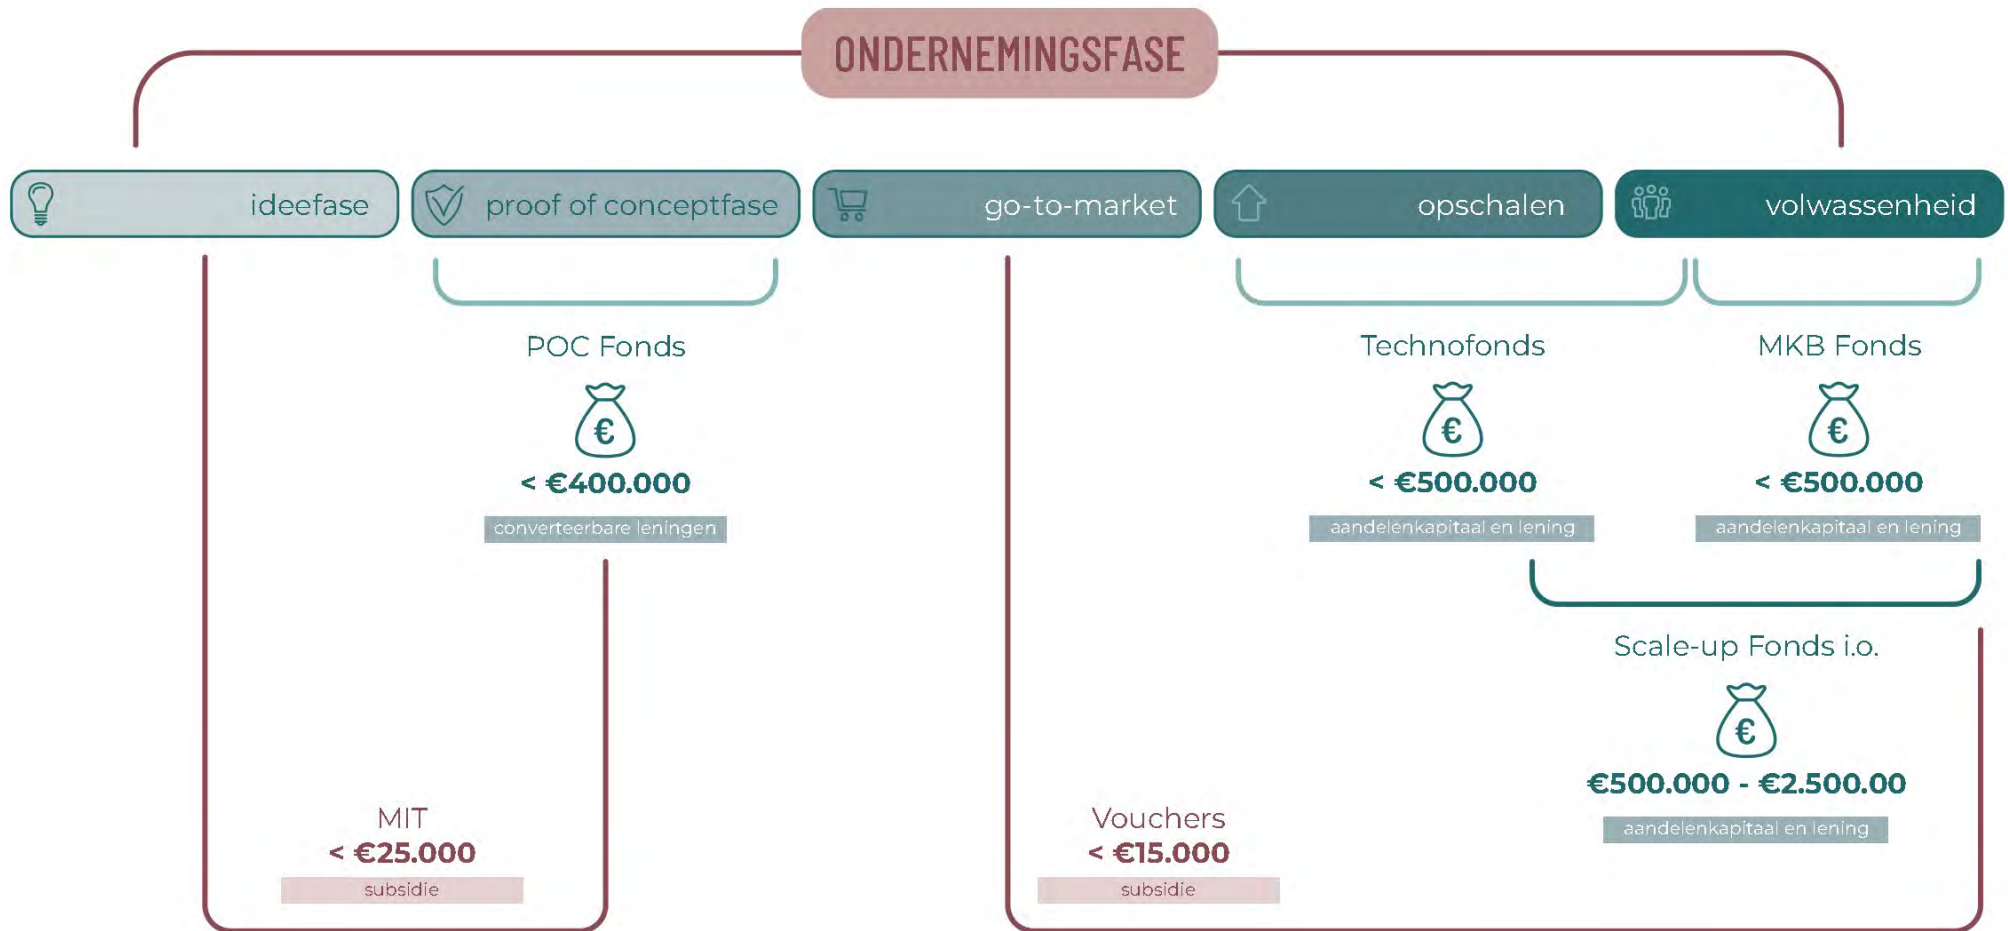 ONDERNEMINGSFASE
ideefase
proof of conceptfase
go-to-market
opschalen
volwassenheid
POC Fonds
€
< €400.000
converteerbare leningen
Technofonds
€
< €500.000
aandelenkapitaal en lening
MKB Fonds
€
< €500.000
aandelenkapitaal en lening
Scale-up Fonds i.o.
€
€500.000 - €2.500.00
aandelenkapitaal en lening
MIT
< €25.000
subsidie
Vouchers
< €15.000
subsidie